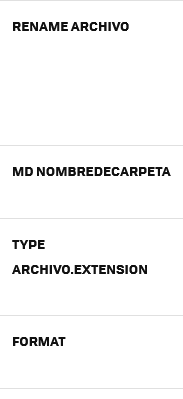 RENAME ARCHIVO
MD NOMBREDECARPETA
TYPE
ARCHIVO.EXTENSION
FORMAT